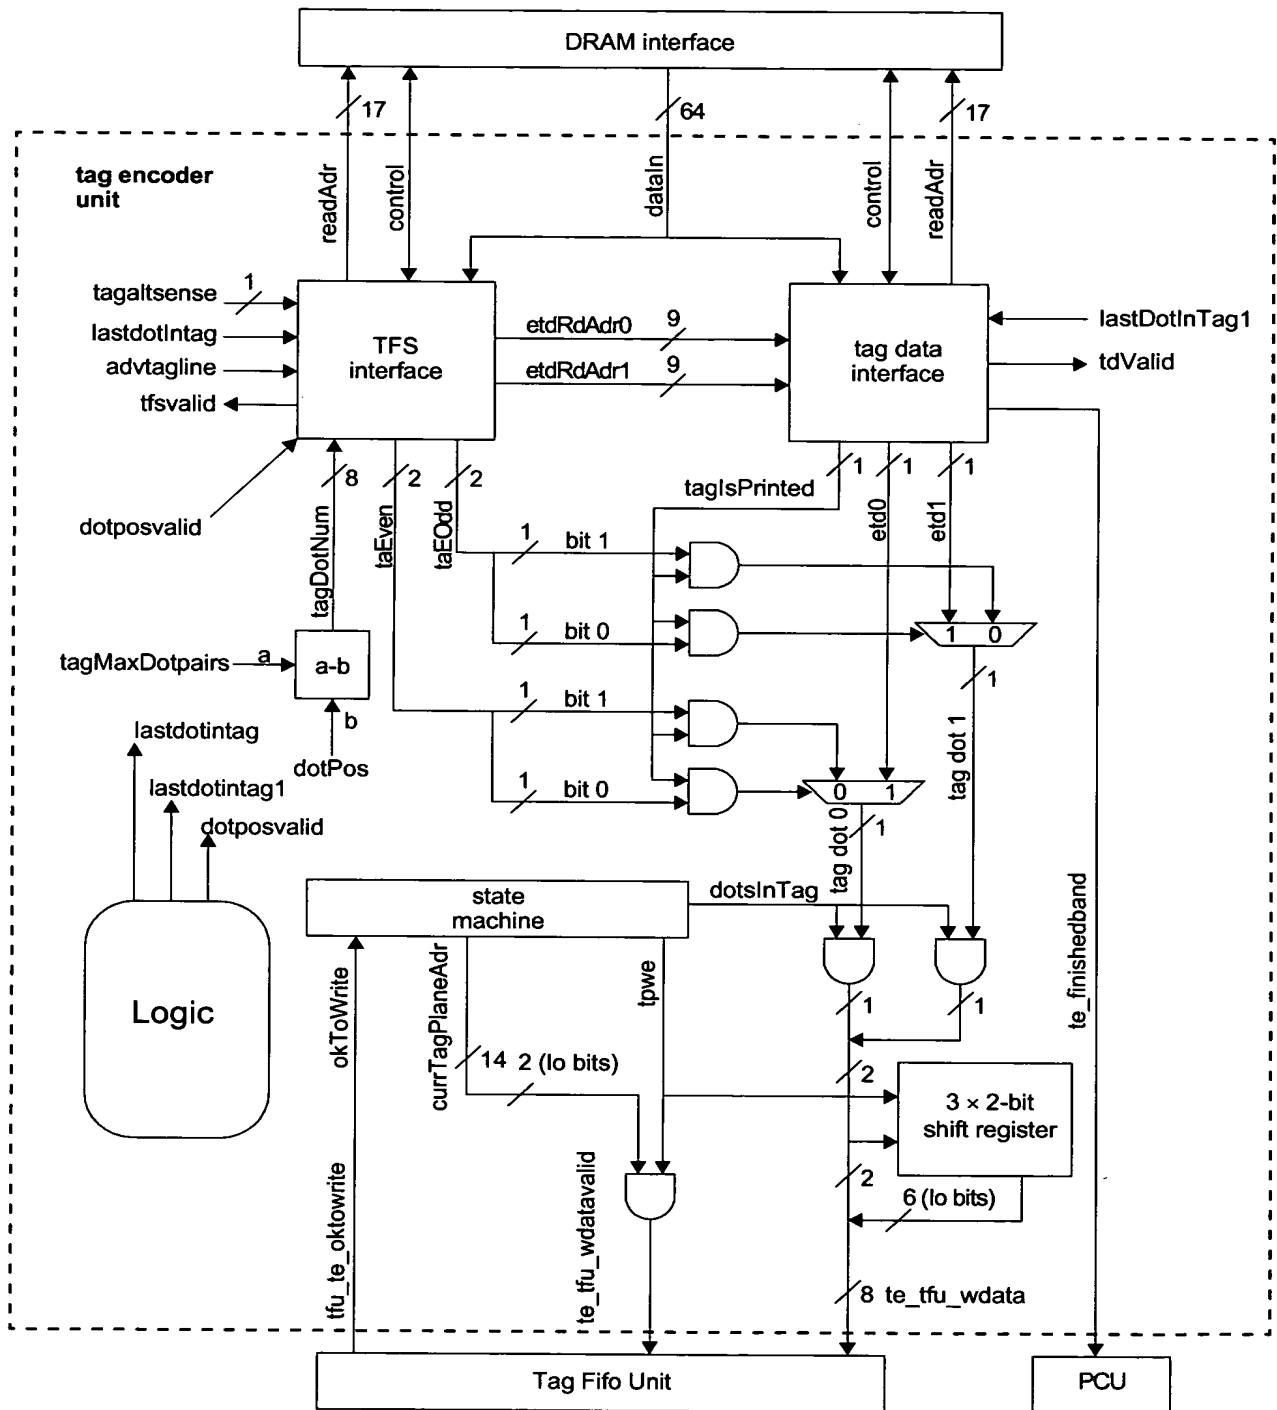 DRAM interface
17
64
17
tag encoder
unit
readAdr
control
dataIn
control
readAdr
tagaltsense
1
lastdotIntag
advtagline
tfsvalid
TFS
interface
etdRdAdr0
9
etdRdAdr1
9
tag data
interface
lastDotInTag1
tdValid
dotposvalid
8
2
2
1
1
1
tagIsPrinted
tagDotNum
taEven
taEOdd
etd0
etd1
1
bit 1
1
bit 0
1 0
tagMaxDotpairs
a
a-b
b
dotPos
1
bit 1
1
bit 0
0 1
1
1
tag dot 0
tag dot 1
lastdotintag
lastdotintag1
dotposvalid
Logic
state
machine
dotsInTag
okToWrite
currTagPlaneAdr
tpwe
14
2 (lo bits)
1
1
2
3 × 2-bit
shift register
2
6 (lo bits)
te_finishedband
tfu_te_oktowrite
te_tfu_wdatavalid
8 te_tfu_wdata
Tag Fifo Unit
PCU